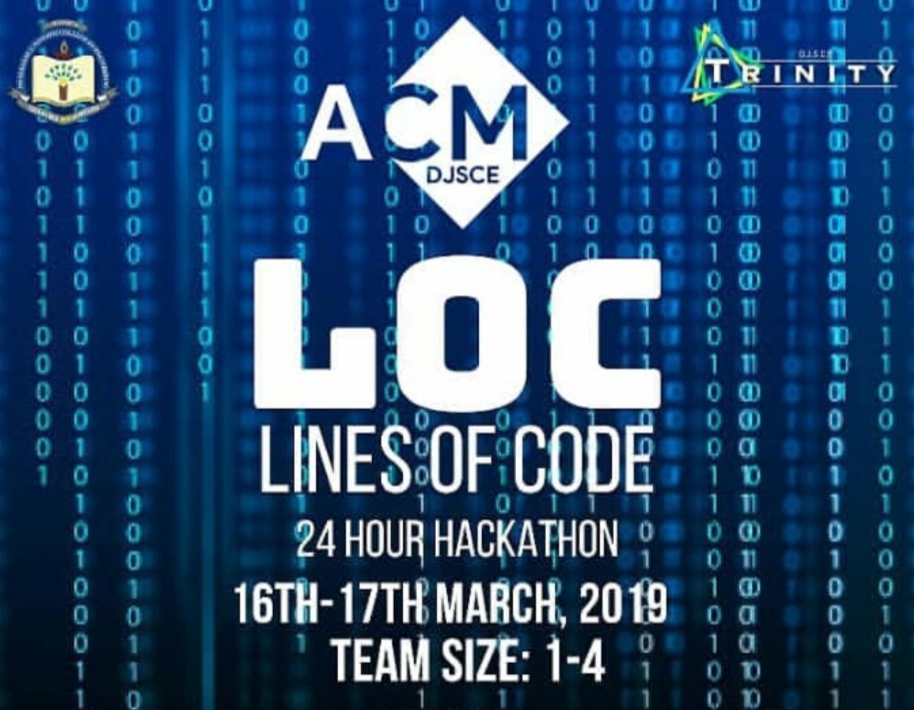 ACM
DJSCE
DJSCE
TRINITY
LOC
LINES OF CODE
24 HOUR HACKATHON
16TH-17TH MARCH, 2019
TEAM SIZE: 1-4